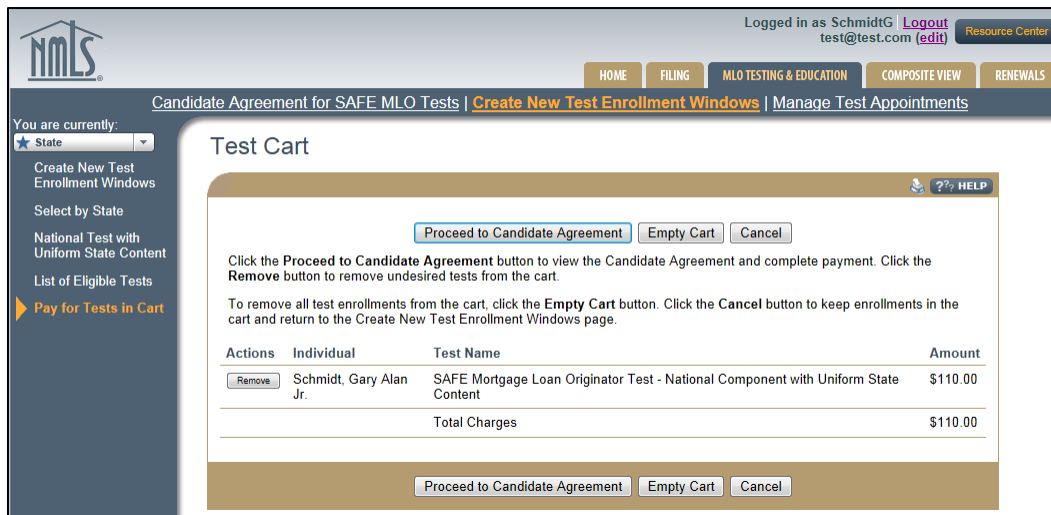 NMLS
Logged in as SchmidtG Logout
test@test.com (edit)
Resource Center
HOME FILING MLO TESTING & EDUCATION COMPOSITE VIEW RENEWALS
Candidate Agreement for SAFE MLO Tests | Create New Test Enrollment Windows | Manage Test Appointments
You are currently:
State
Create New Test
Enrollment Windows
Select by State
National Test with
Uniform State Content
List of Eligible Tests
Pay for Tests in Cart
Test Cart
??? HELP
Proceed to Candidate Agreement Empty Cart Cancel
Click the Proceed to Candidate Agreement button to view the Candidate Agreement and complete payment. Click the
Remove button to remove undesired tests from the cart.
To remove all test enrollments from the cart, click the Empty Cart button. Click the Cancel button to keep enrollments in the
cart and return to the Create New Test Enrollment Windows page.
Actions Individual Test Name Amount
Remove Schmidt, Gary Alan SAFE Mortgage Loan Originator Test - National Component with Uniform State $110.00
Jr. Content
Total Charges $110.00
Proceed to Candidate Agreement Empty Cart Cancel